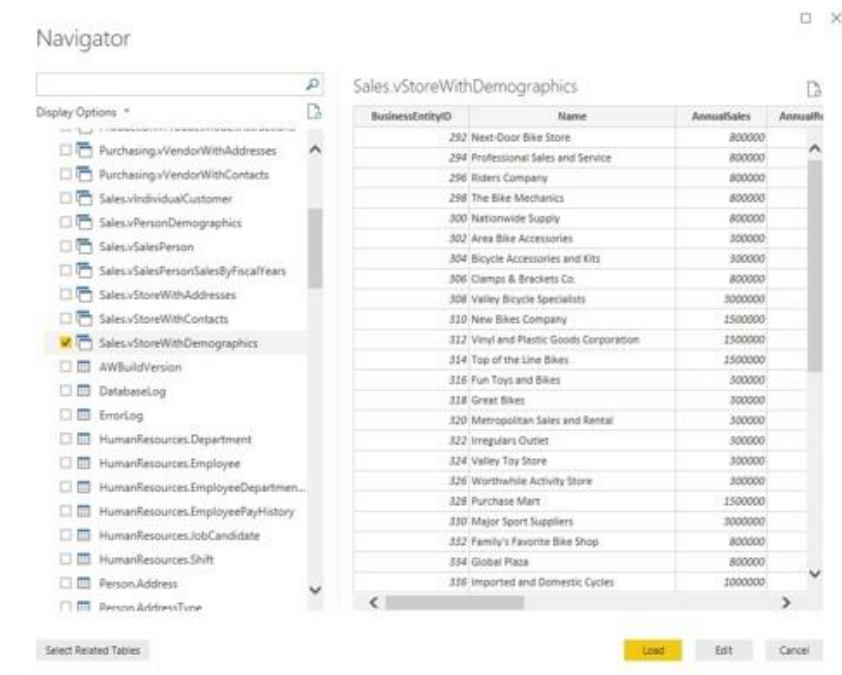 Navigator
Display Options
Purchasing.vVendorWithAddresses
Purchasing.vVendorWithContacts
Sales.vIndividualCustomer
Sales.vPersonDemographics
Sales.vSalesPerson
Sales.vSalesPersonSalesByFiscalYears
Sales.vStoreWithAddresses
Sales.vStoreWithContacts
Sales.vStoreWithDemographics
AWBuildVersion
DatabaseLog
ErrorLog
HumanResources.Department
HumanResources.Employee
HumanResources.EmployeeDepartmen...
HumanResources.EmployeePayHistory
HumanResources.JobCandidate
HumanResources.Shift
Person.Address
Person.AddressType
Select Related Tables
Sales.vStoreWithDemographics
BusinessEntityID Name AnnualSales AnnualRe
292 Next-Door Bike Store 800000
294 Professional Sales and Service 800000
296 Riders Company 800000
298 The Bike Mechanics 800000
300 Nationwide Supply 800000
302 Area Bike Accessories 300000
304 Bicycle Accessories and Kits 300000
306 Clamps & Brackets Co. 800000
308 Valley Bicycle Specialists 3000000
310 New Bikes Company 1500000
312 Vinyl and Plastic Goods Corporation 1500000
314 Top of the Line Bikes 1500000
316 Fun Toys and Bikes 300000
318 Great Bikes 300000
320 Metropolitan Sales and Rental 300000
322 Irregulars Outlet 300000
324 Valley Toy Store 300000
326 Worthwhile Activity Store 300000
328 Purchase Mart 1500000
330 Major Sport Suppliers 3000000
332 Family's Favorite Bike Shop 800000
334 Global Plaza 800000
336 Imported and Domestic Cycles 1000000
Load Edit Cancel